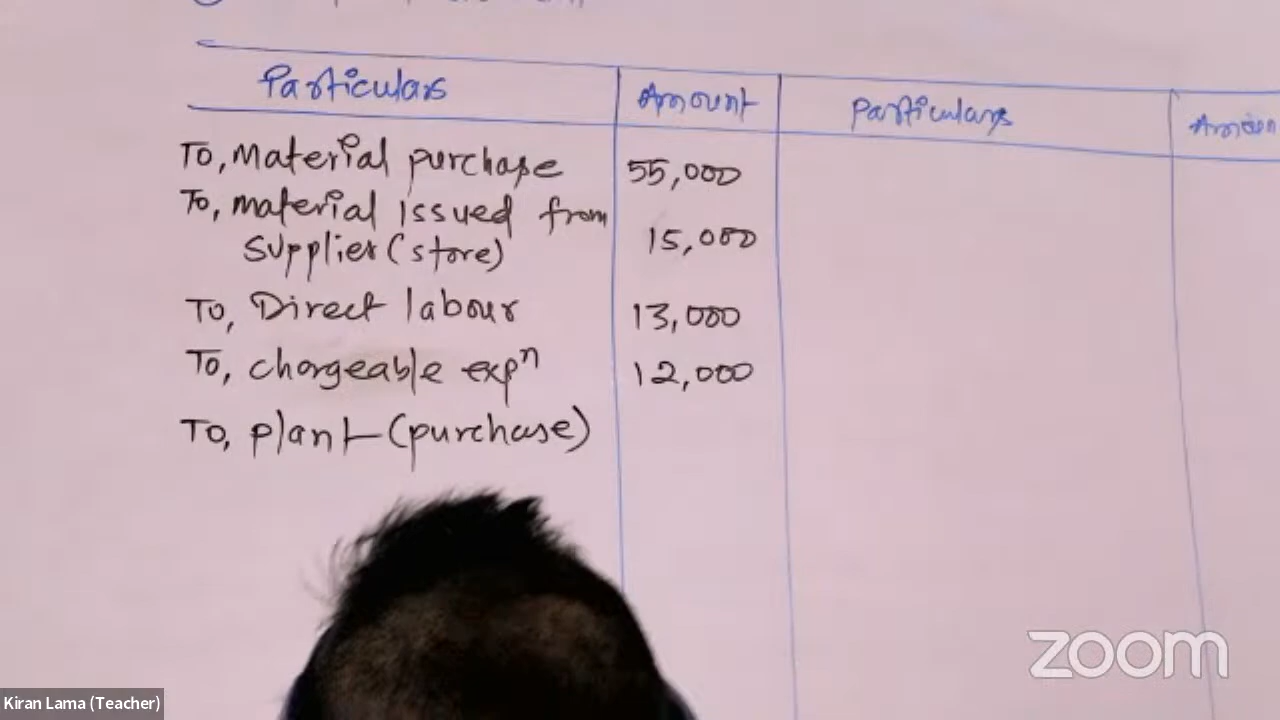 Particulars Amount Particulars
To, Material purchase 55,000
To, material issued from
Supplier (store) 15,000
To, Direct labour 13,000
To, chargeable expⁿ 12,000
To, plant (purchase)
zoom
Kiran Lama (Teacher)